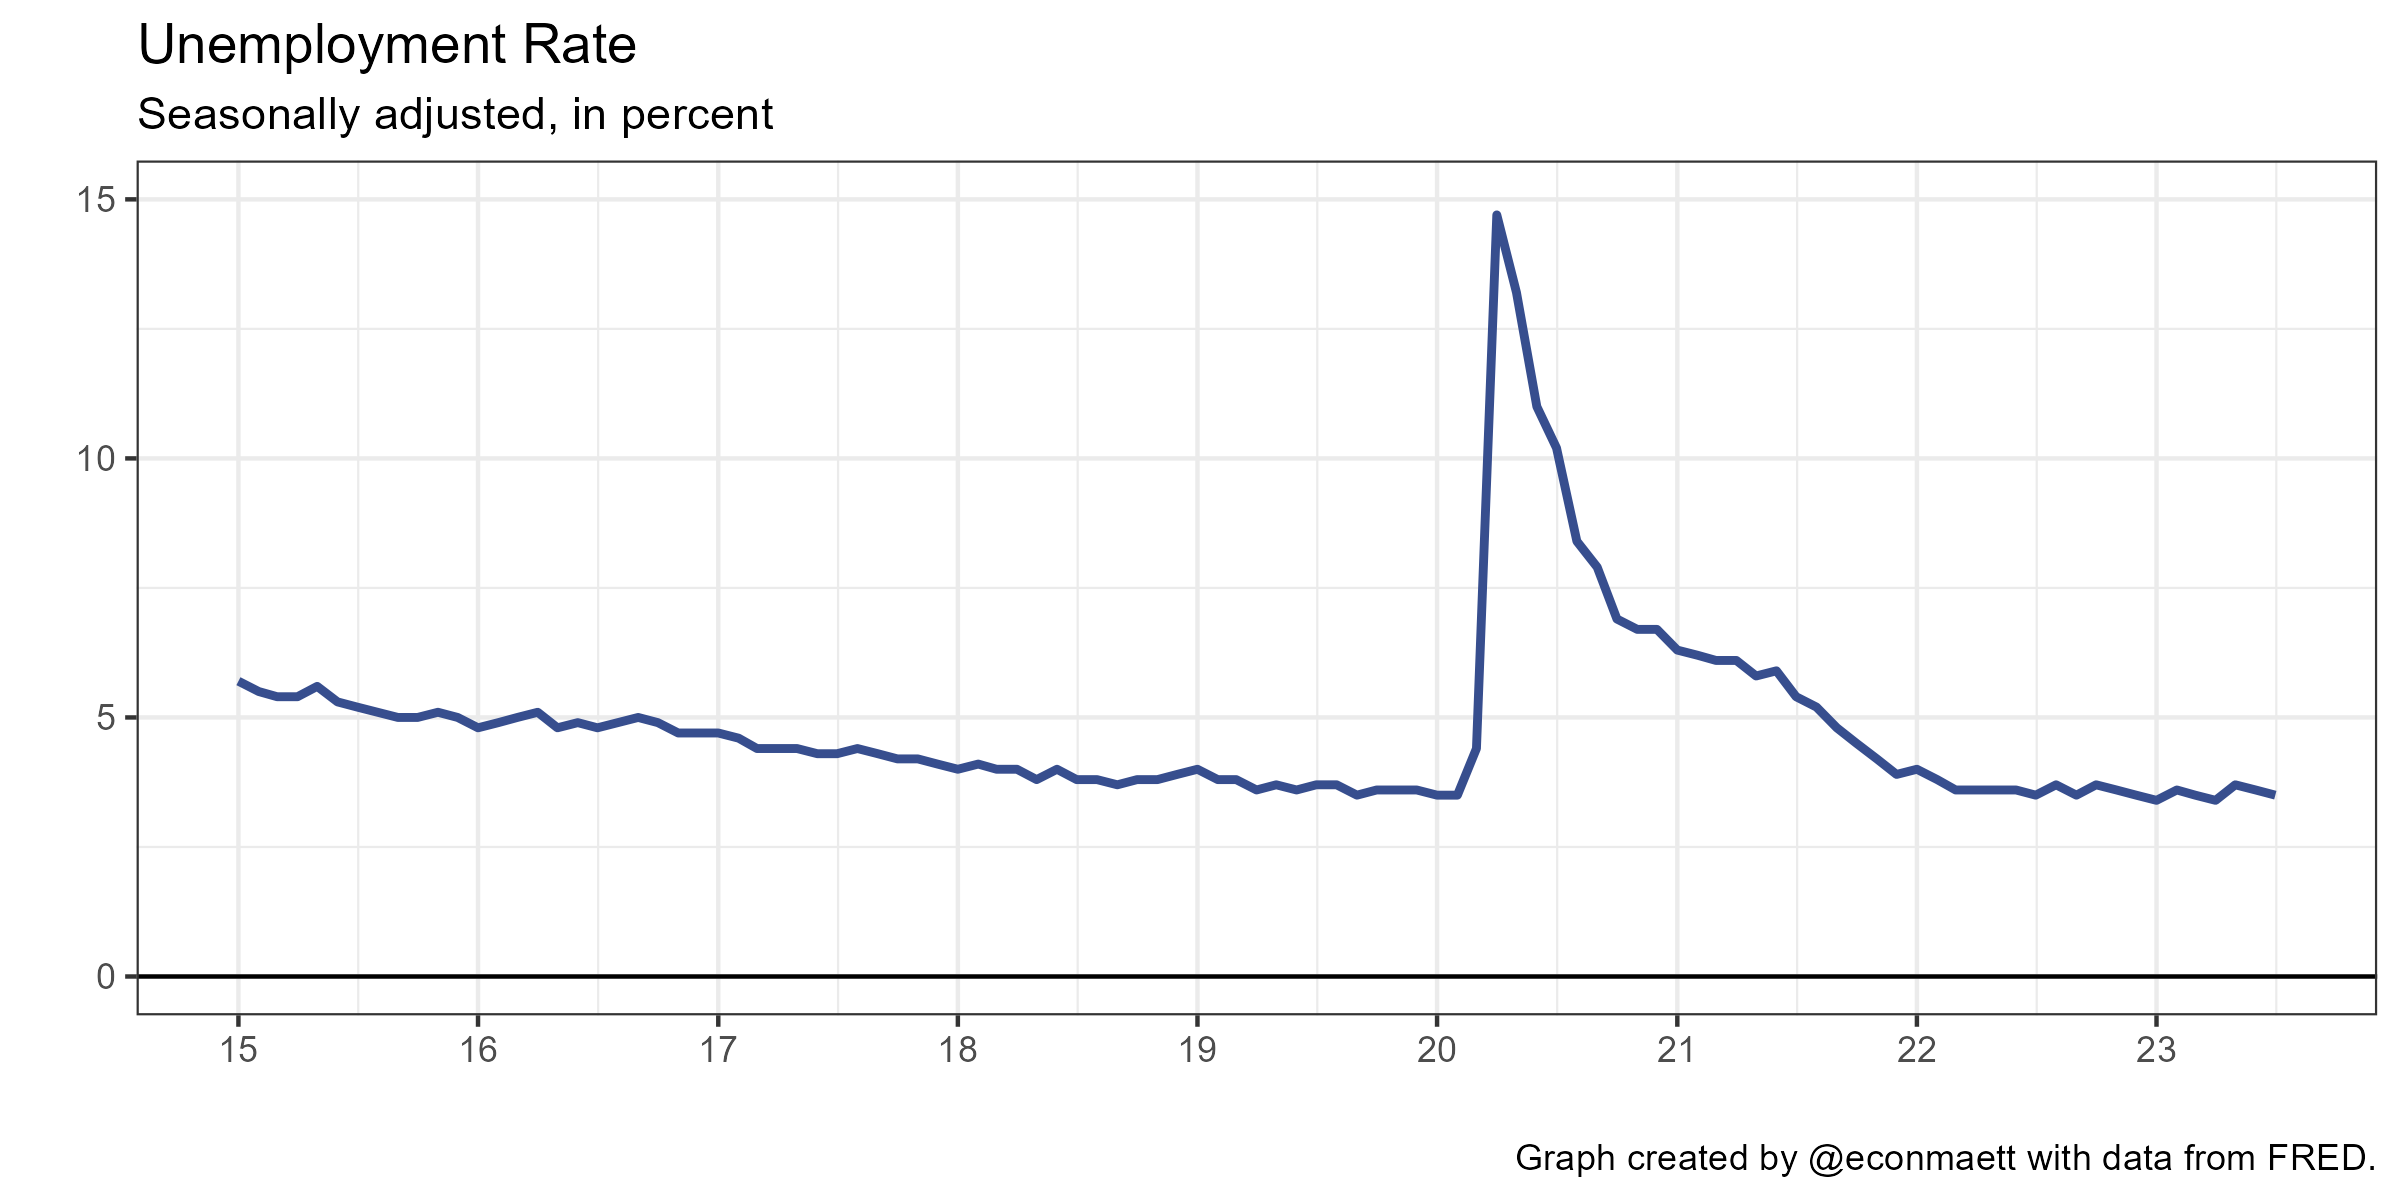 Unemployment Rate
Seasonally adjusted, in percent
15
10
5
0
15 16 17 18 19 20 21 22 23
Graph created by @econmaett with data from FRED.